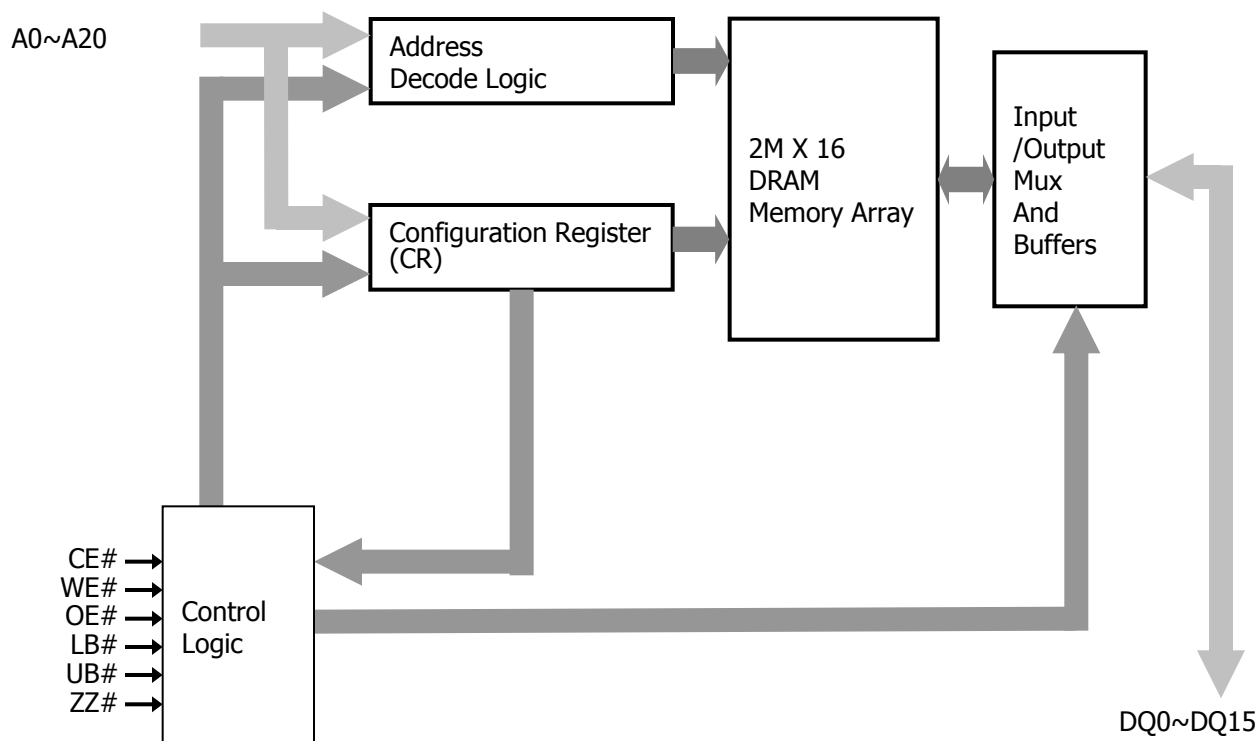 A0~A20
Address
Decode Logic
Configuration Register
(CR)
2M X 16
DRAM
Memory Array
Input
/Output
Mux
And
Buffers
CE#
WE#
OE#
LB#
UB#
ZZ#
Control
Logic
DQ0~DQ15